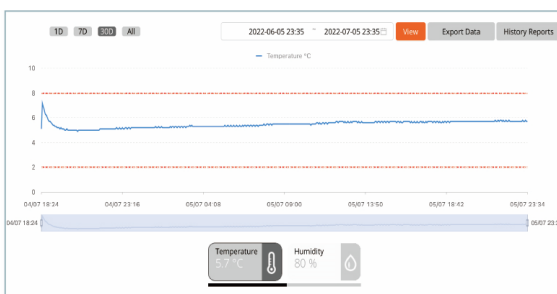 1D 7D 30D All 2022-06-05 23:35 ~ 2022-07-05 23:35 View Export Data History Reports
Temperature °C
10
8
6
4
2
0
04/07 18:24 04/07 23:16 05/07 04:08 05/07 09:00 05/07 13:50 05/07 18:42 05/07 23:34
04/07 18:24 05/07 23:3
Temperature Humidity
5.7 °C 80 %